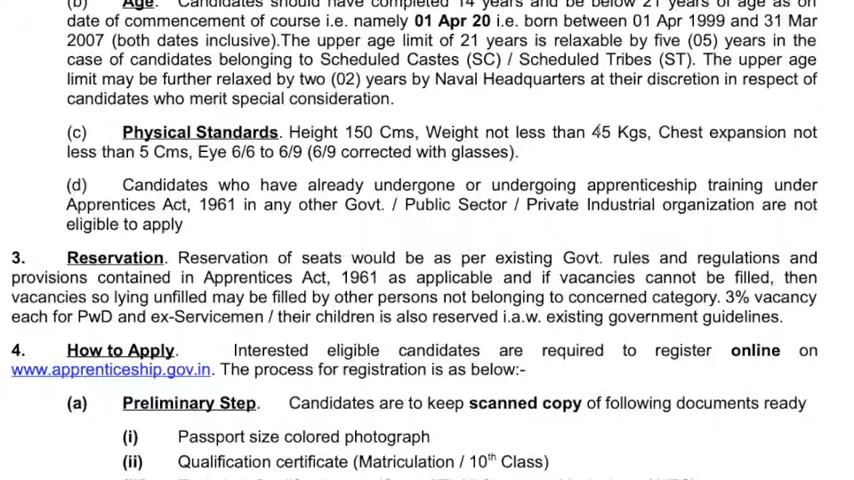 (b) Age. Candidates should have completed 14 years and be below 21 years of age as on
date of commencement of course i.e. namely 01 Apr 20 i.e. born between 01 Apr 1999 and 31 Mar
2007 (both dates inclusive).The upper age limit of 21 years is relaxable by five (05) years in the
case of candidates belonging to Scheduled Castes (SC) / Scheduled Tribes (ST). The upper age
limit may be further relaxed by two (02) years by Naval Headquarters at their discretion in respect of
candidates who merit special consideration.
(c) Physical Standards. Height 150 Cms, Weight not less than 45 Kgs, Chest expansion not
less than 5 Cms, Eye 6/6 to 6/9 (6/9 corrected with glasses).
(d) Candidates who have already undergone or undergoing apprenticeship training under
Apprentices Act, 1961 in any other Govt. / Public Sector / Private Industrial organization are not
eligible to apply
3. Reservation. Reservation of seats would be as per existing Govt. rules and regulations and
provisions contained in Apprentices Act, 1961 as applicable and if vacancies cannot be filled, then
vacancies so lying unfilled may be filled by other persons not belonging to concerned category. 3% vacancy
each for PwD and ex-Servicemen / their children is also reserved i.a.w. existing government guidelines.
4. How to Apply. Interested eligible candidates are required to register online on
www.apprenticeship.gov.in. The process for registration is as below:-
(a) Preliminary Step. Candidates are to keep scanned copy of following documents ready
(i) Passport size colored photograph
(ii) Qualification certificate (Matriculation / 10th Class)